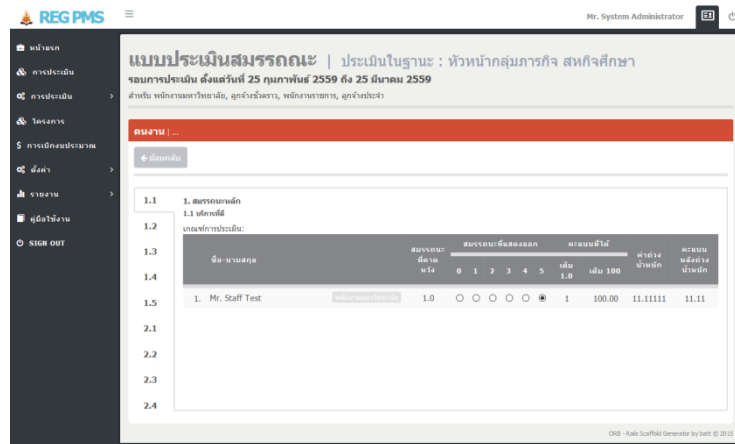 REG PMS
Mr. System Administrator
หน้าแรก
การประเมิน
การประเมิน
โครงการ
$ การเบิกงบประมาณ
ตั้งค่า
รายงาน
คู่มือใช้งาน
SIGN OUT
แบบประเมินสมรรถณะ | ประเมินในฐานะ : หัวหน้ากลุ่มภารกิจ สหกิจศึกษา
รอบการประเมิน ตั้งแต่วันที่ 25 กุมภาพันธ์ 2559 ถึง 25 มีนาคม 2559
สำหรับ พนักงานมหาวิทยาลัย, ลูกจ้างชั่วคราว, พนักงานราชการ, ลูกจ้างประจำ
คนงาน | ...
ย้อนกลับ
1.1
1.2
1.3
1.4
1.5
2.1
2.2
2.3
2.4
1. สมรรถนะหลัก
1.1 บริการที่ดี
เกณฑ์การประเมิน:
ชื่อ-นามสกุล
สมรรถนะที่คาดหวัง
สมรรถนะที่แสดงออก
0 1 2 3 4 5
คะแนนที่ได้
เต็ม 1.0
เต็ม 100
ค่าถ่วงน้ำหนัก
คะแนนหลังถ่วงน้ำหนัก
1. Mr. Staff Test พนักงานมหาวิทยาลัย 1.0 1 100.00 11.11111 11.11
ORB - Rails Scaffold Generator by batt © 2015